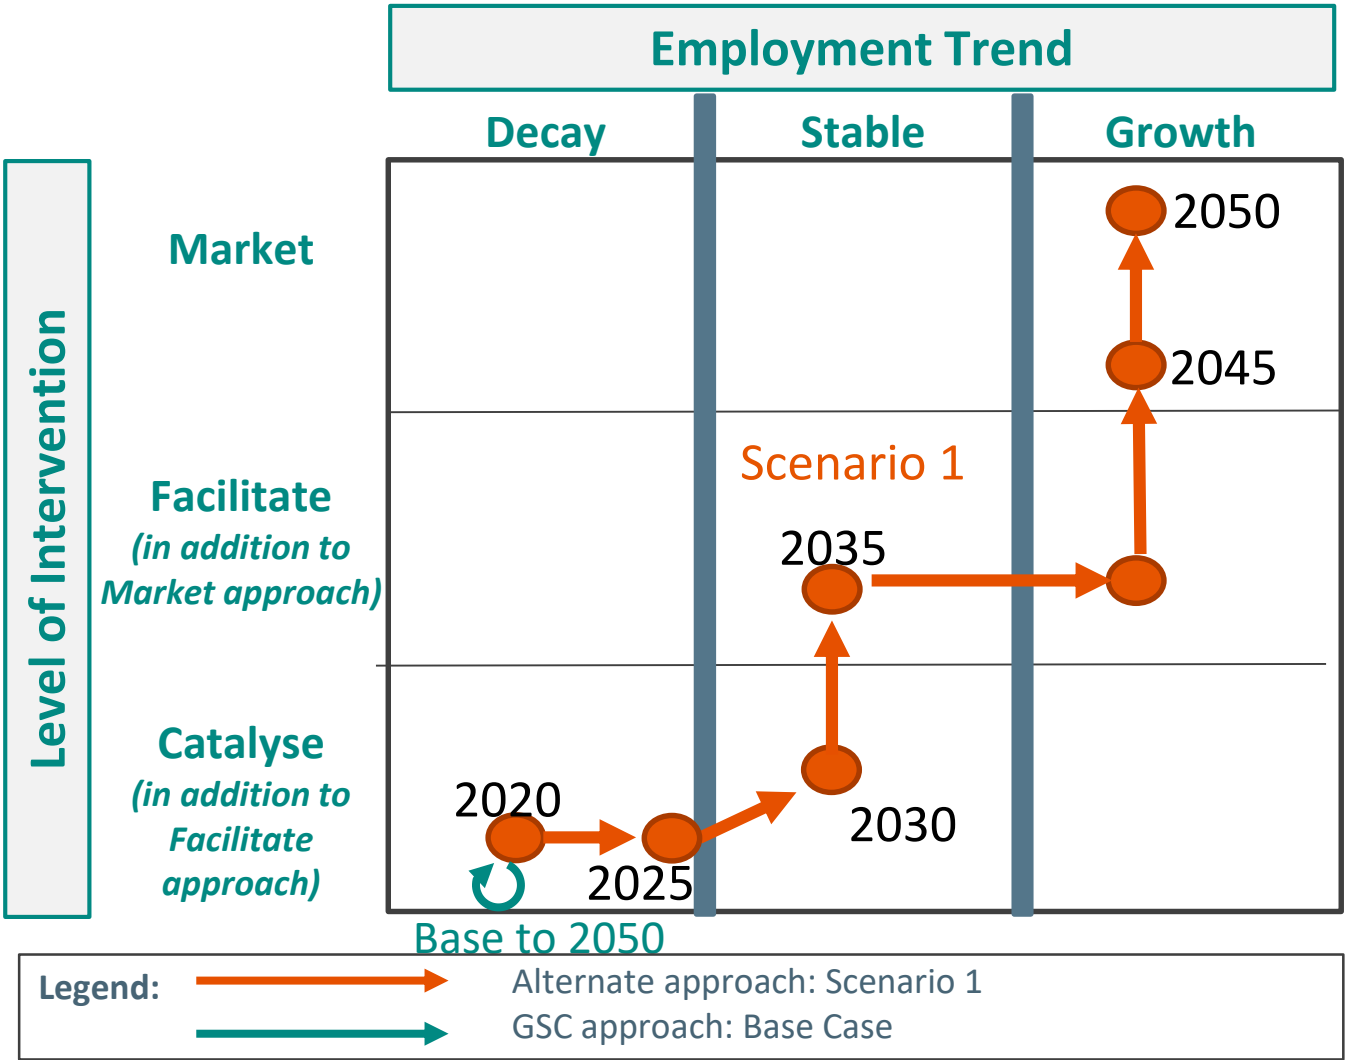 Employment Trend
Decay
Stable
Growth
Level of Intervention
Market
2050
2045
Facilitate
(in addition to
Market approach)
Scenario 1
2035
Catalyse
(in addition to
Facilitate
approach)
2020
2025
2030
Base to 2050
Legend:
Alternate approach: Scenario 1
GSC approach: Base Case